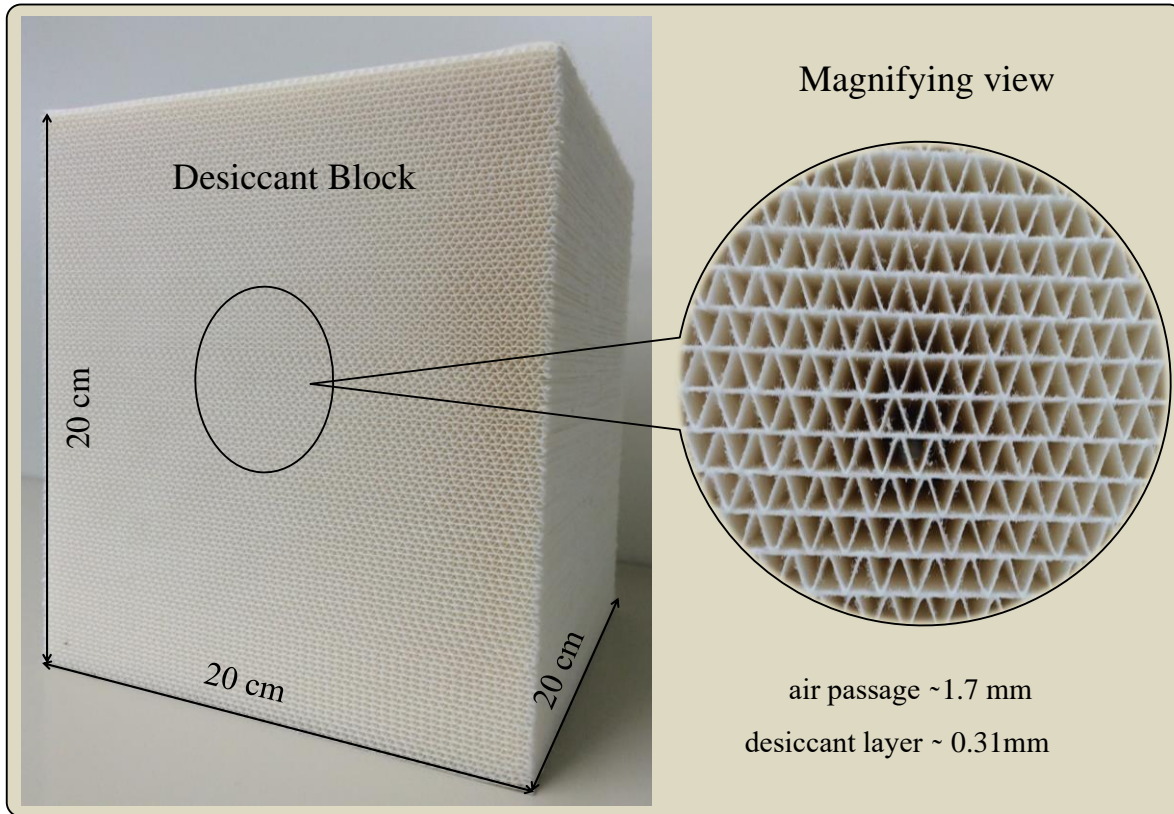 Magnifying view
Desiccant Block
20 cm
20 cm
20 cm
air passage ~1.7 mm
desiccant layer ~ 0.31mm